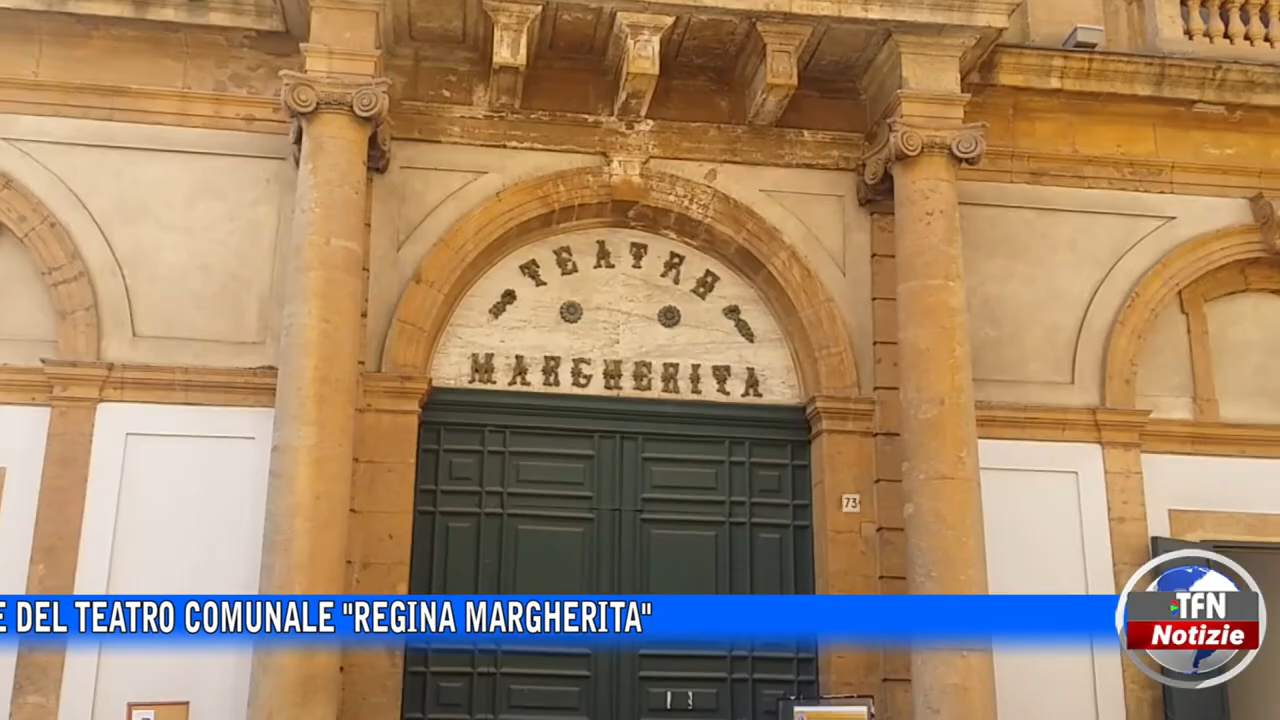 TEATRO
MARGHERITA
73
E DEL TEATRO COMUNALE "REGINA MARGHERITA"
TFN
Notizie